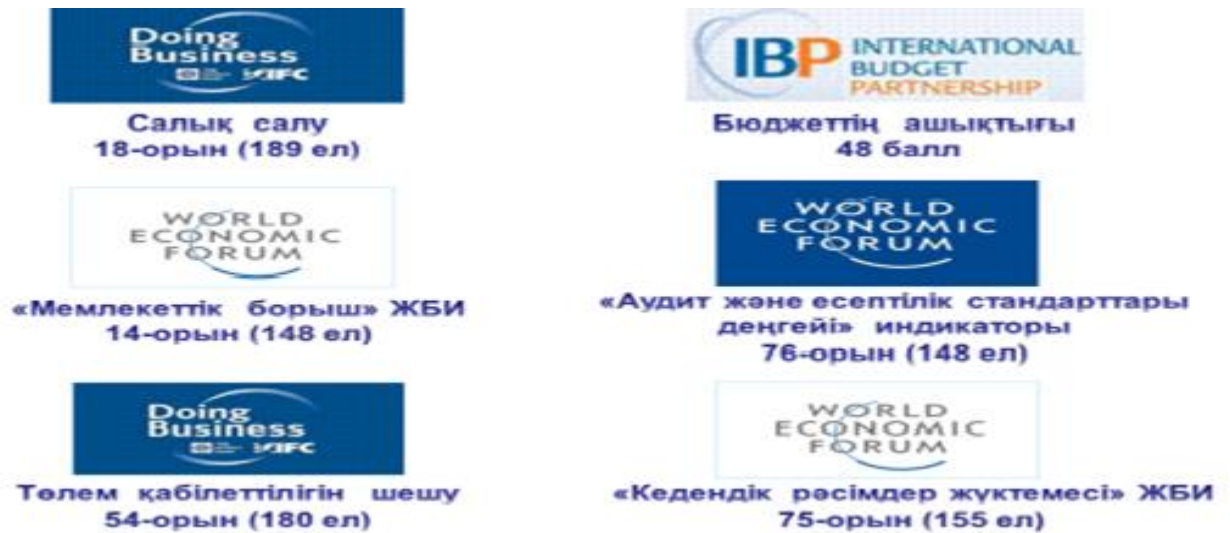 Doing
Business
IFC
Салық салу
18-орын (189 ел)
IBP INTERNATIONAL
BUDGET
PARTNERSHIP
Бюджеттің ашықтығы
48 балл
WORLD
ECONOMIC
FORUM
«Мемлекеттік борыш» ЖБИ
14-орын (148 ел)
WORLD
ECONOMIC
FORUM
«Аудит және есептілік стандарттары
деңгейі» индикаторы
76-орын (148 ел)
Doing
Business
IFC
Төлем қабілеттілігін шешу
54-орын (180 ел)
WORLD
ECONOMIC
FORUM
«Кедендік рәсімдер жүктемесі» ЖБИ
75-орын (155 ел)